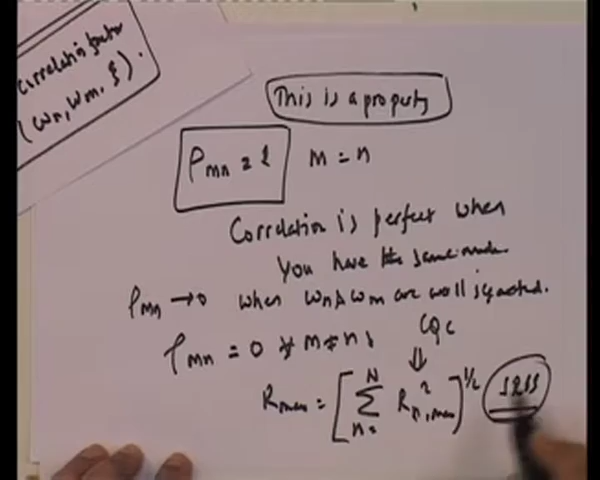 Correlation factor
(ωn, ωm, ξ).
This is a property
ρmn = 1 m = n
Correlation is perfect when
You have the same mode
ρmn → 0 when ωn & ωm are well separated.
ρmn = 0 ∀ m ≠ n;
CQC
⇓
Rmax = [ N Σ n= R²n,max ]^1/2 SRSS